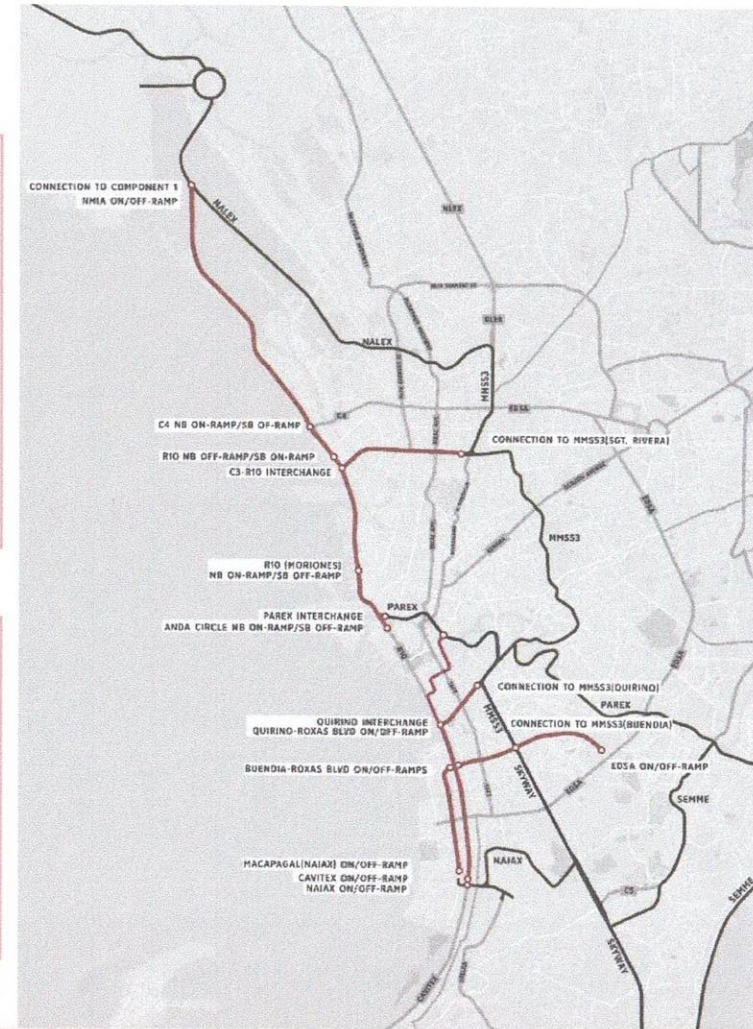 CONNECTION TO COMPONENT 1
NMIA ON/OFF-RAMP
NALEX
NLEX
NALEX
NLEX
MMSS3
C4
EDSA
C4 NB ON-RAMP/SB OF-RAMP
CONNECTION TO MMSS3(SGT. RIVERA)
R10 NB OFF-RAMP/SB ON-RAMP
C3-R10 INTERCHANGE
EDSA
MMSS3
R10 (MORIONES)
NB ON-RAMP/SB OFF-RAMP
PAREX
PAREX INTERCHANGE
ANDA CIRCLE NB ON-RAMP/SB OFF-RAMP
R10
EDSA
CONNECTION TO MMSS3(QUIRINO)
PAREX
MMSS3
QUIRINO INTERCHANGE
QUIRINO-ROXAS BLVD ON/OFF-RAMP
CONNECTION TO MMSS3(BUENDIA)
BUENDIA-ROXAS BLVD ON/OFF-RAMPS
EDSA ON/OFF-RAMP
SKYWAY
EDSA
SEMME
MACAPAGAL(NAIAX) ON/OFF-RAMP
CAVITEX ON/OFF-RAMP
NAIAX ON/OFF-RAMP
NAIAX
C5
SEMME
SKYWAY
CAVITEX